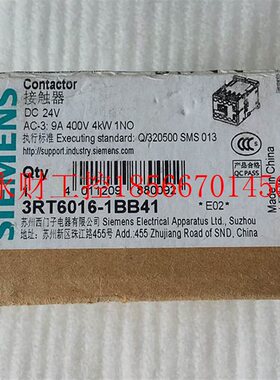 SIEMENS
Contactor
接触器
DC 24V
AC-3: 9A 400V 4kW 1NO
执行标准 Executing standard: Q/320500 SMS 013
http://support.industry.siemens.com
Qty
合格产品
QC PASS
Made in China
4 011209
3RT6016-1BB41
*E02*
苏州西门子电器有限公司 Siemens Electrical Apparatus Ltd., Suzhou
苏州新区珠江路455号 Add.:455 Zhujiang Road of SND, China